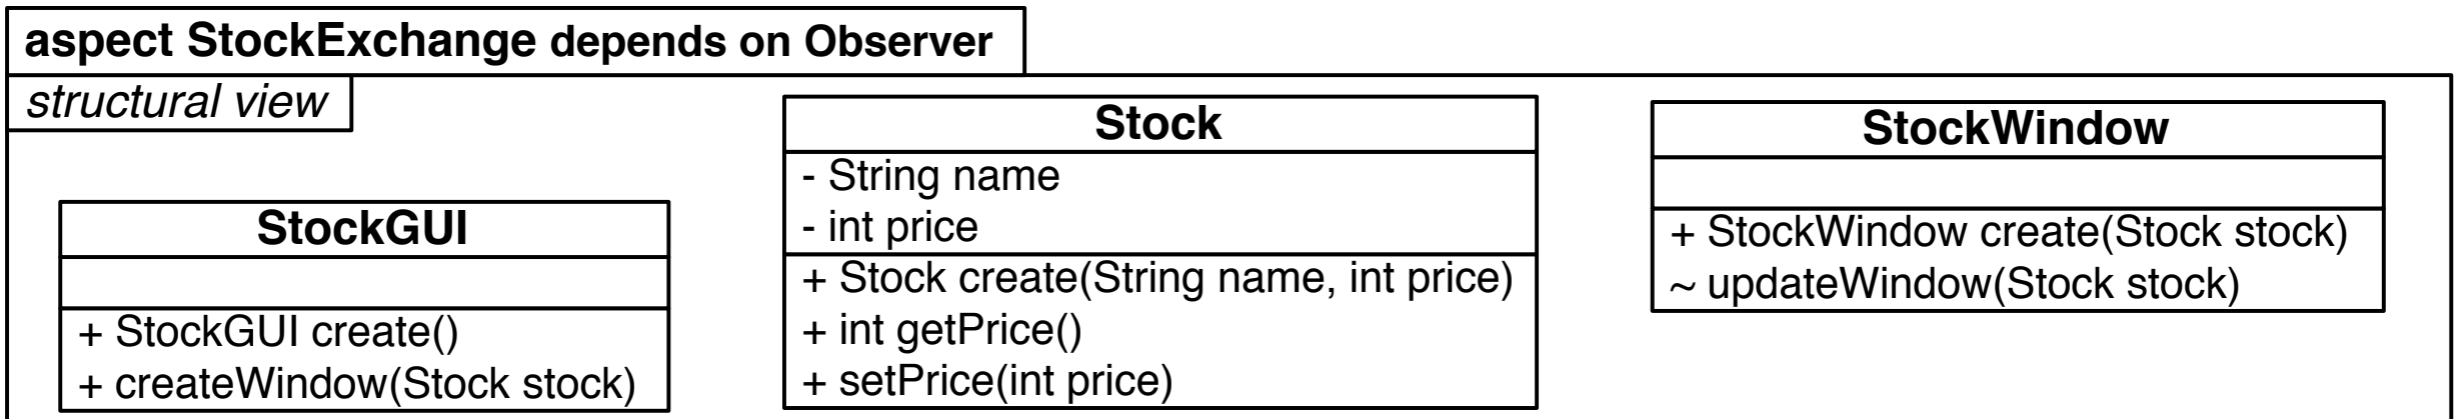 aspect StockExchange depends on Observer
structural view
StockGUI
+ StockGUI create()
+ createWindow(Stock stock)
Stock
- String name
- int price
+ Stock create(String name, int price)
+ int getPrice()
+ setPrice(int price)
StockWindow
+ StockWindow create(Stock stock)
~ updateWindow(Stock stock)